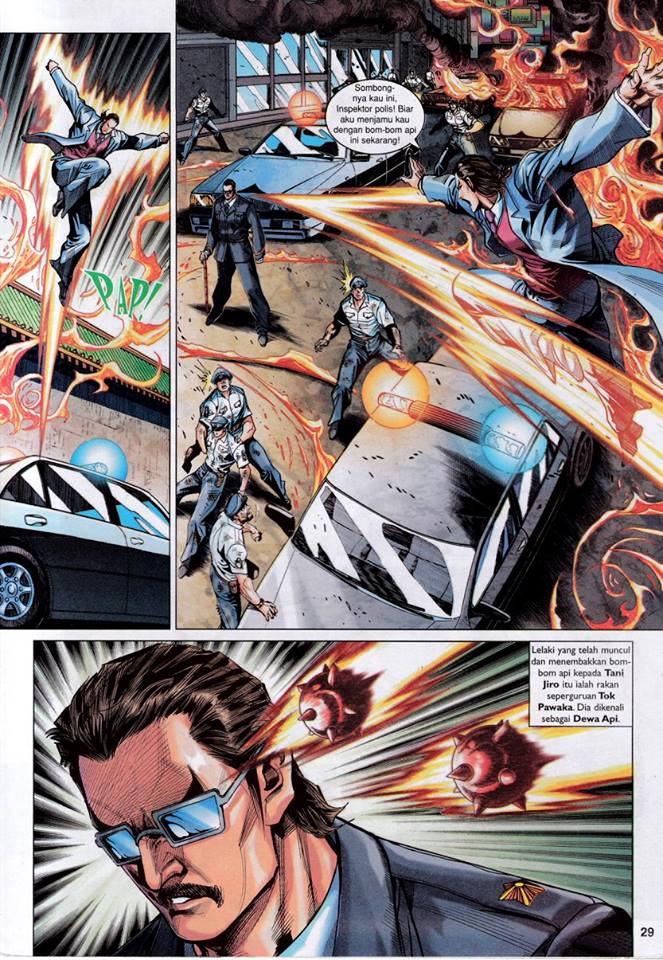 PAP!
Sombong-
nya kau ini,
Inspektor polis! Biar
aku menjamu kau
dengan bom-bom api
ini sekarang!
Lelaki yang telah muncul
dan menembakkan bom-
bom api kepada Tani
Jiro itu ialah rakan
seperguruan Tok
Pawaka. Dia dikenali
sebagai Dewa Api.
29